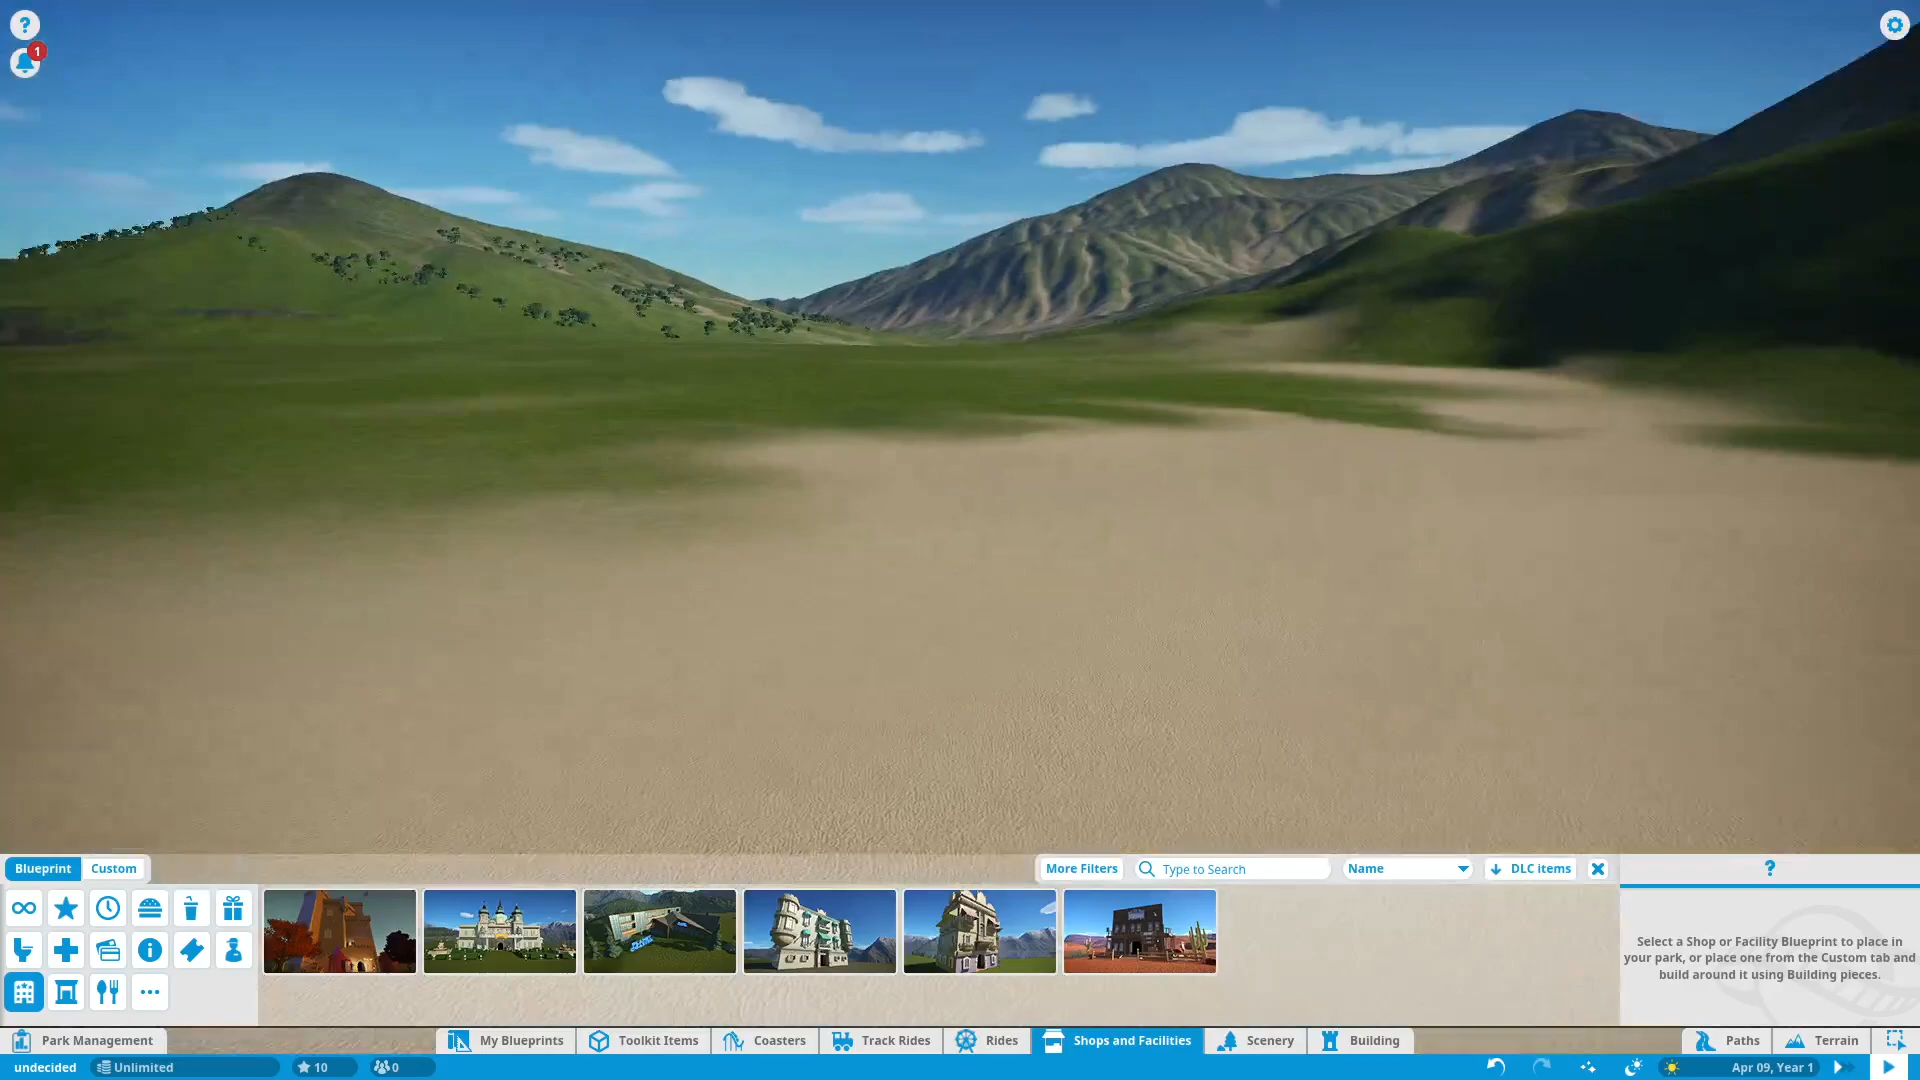 1
Blueprint
Custom
More Filters
Type to Search
Name
DLC items
Select a Shop or Facility Blueprint to place in
your park, or place one from the Custom tab and
build around it using Building pieces.
Park Management
My Blueprints
Toolkit Items
Coasters
Track Rides
Rides
Shops and Facilities
Scenery
Building
Paths
Terrain
undecided
Unlimited
10
0
Apr 09, Year 1